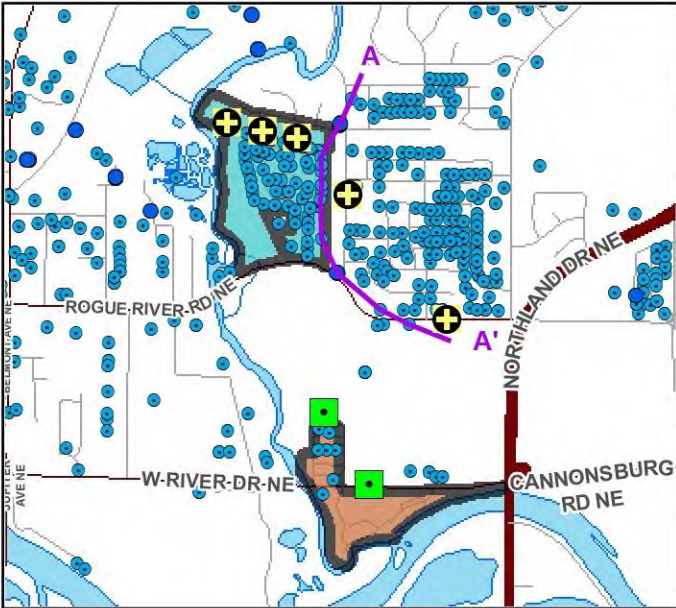 A
NORTHLAND DR NE
ROGUE RIVER RD NE
BELMONT AVE NE
A'
JUPITER
AVE NE
W RIVER DR NE
CANNONSBURG
RD NE